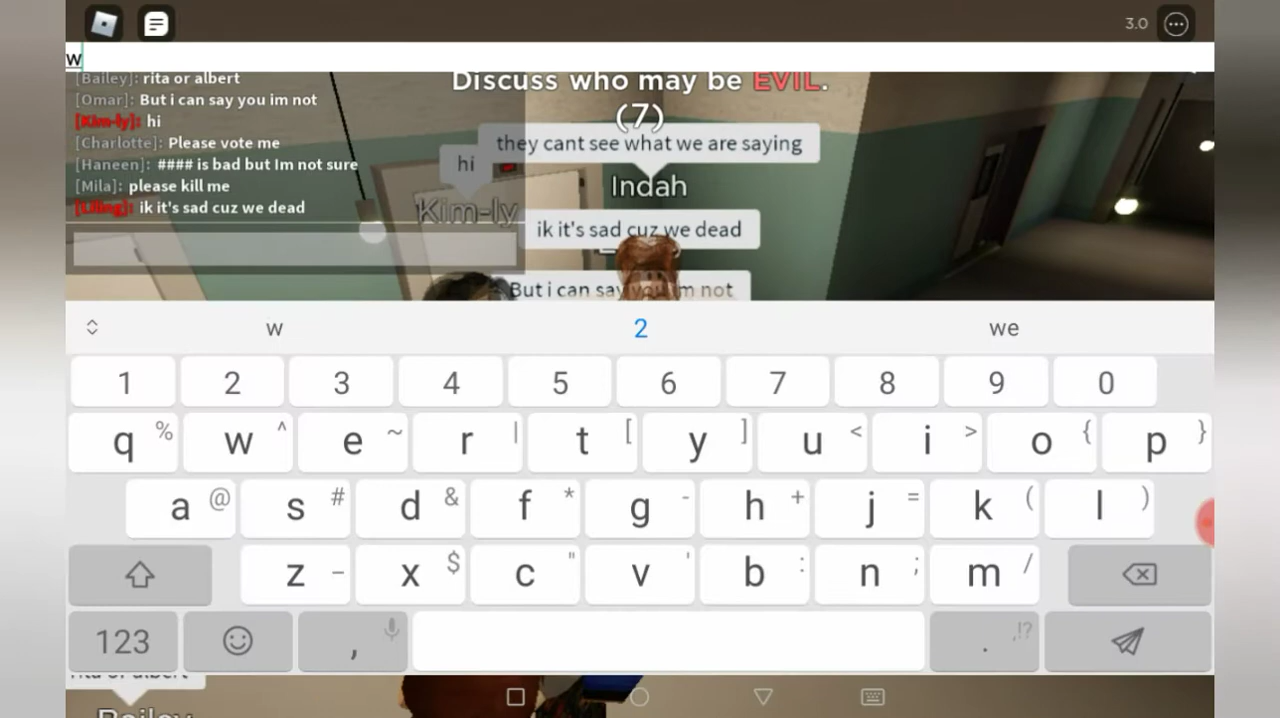 3.0
w
[Bailey]: rita or albert
[Omar]: But i can say you im not
[Kim-ly]: hi
[Charlotte]: Please vote me
[Haneen]: #### is bad but Im not sure
[Mila]: please kill me
[Liling]: ik it's sad cuz we dead
Discuss who may be EVIL.
(7)
they cant see what we are saying
hi
Indah
Kim-ly
ik it's sad cuz we dead
But i can say you im not
w 2 we
1 2 3 4 5 6 7 8 9 0
q % w ^ e ~ r | t [ y ] u < i > o { p }
a @ s # d & f * g - h + j = k ( l )
z _ x $ c " v ' b : n ; m /
123 , . ,!?
rita or albert
Bailey